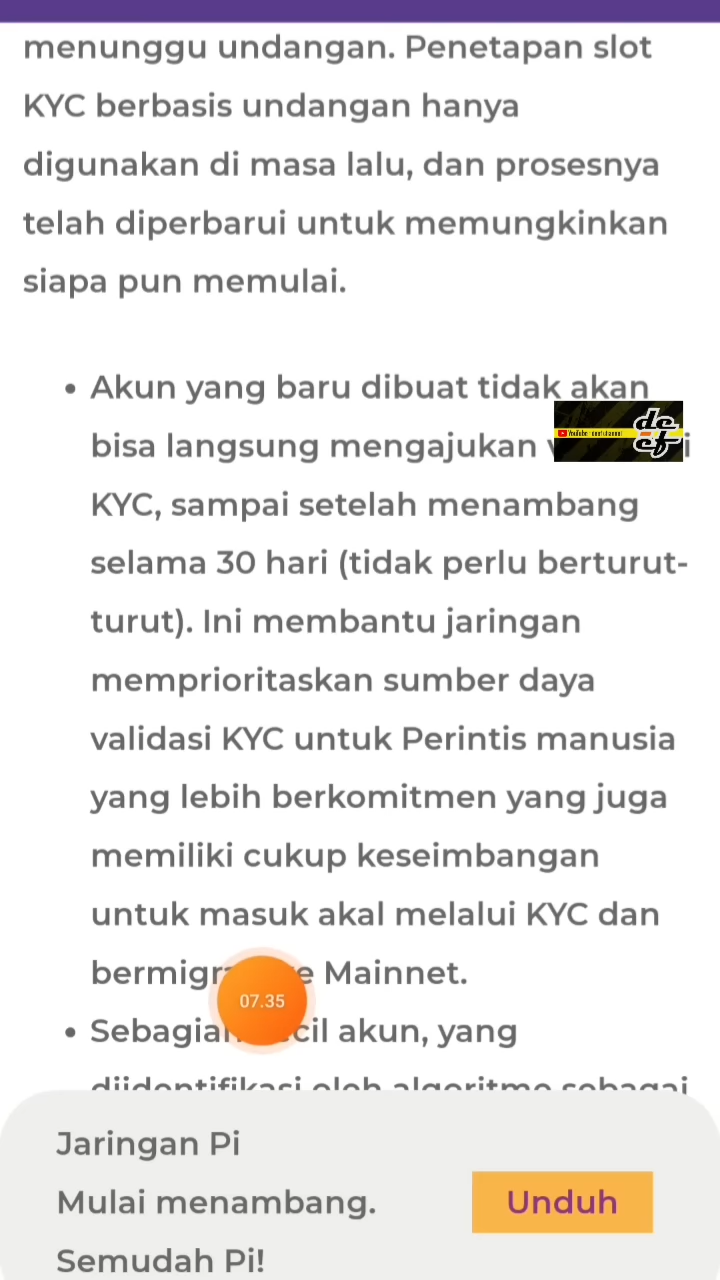 menunggu undangan. Penetapan slot
KYC berbasis undangan hanya
digunakan di masa lalu, dan prosesnya
telah diperbarui untuk memungkinkan
siapa pun memulai.
• Akun yang baru dibuat tidak akan
bisa langsung mengajukan
KYC, sampai setelah menambang
selama 30 hari (tidak perlu berturut-
turut). Ini membantu jaringan
memprioritaskan sumber daya
validasi KYC untuk Perintis manusia
yang lebih berkomitmen yang juga
memiliki cukup keseimbangan
untuk masuk akal melalui KYC dan
Mainnet.
07.35
• akun, yang
Jaringan Pi
Mulai menambang.
Semudah Pi!
Unduh
YouTube
de
ef